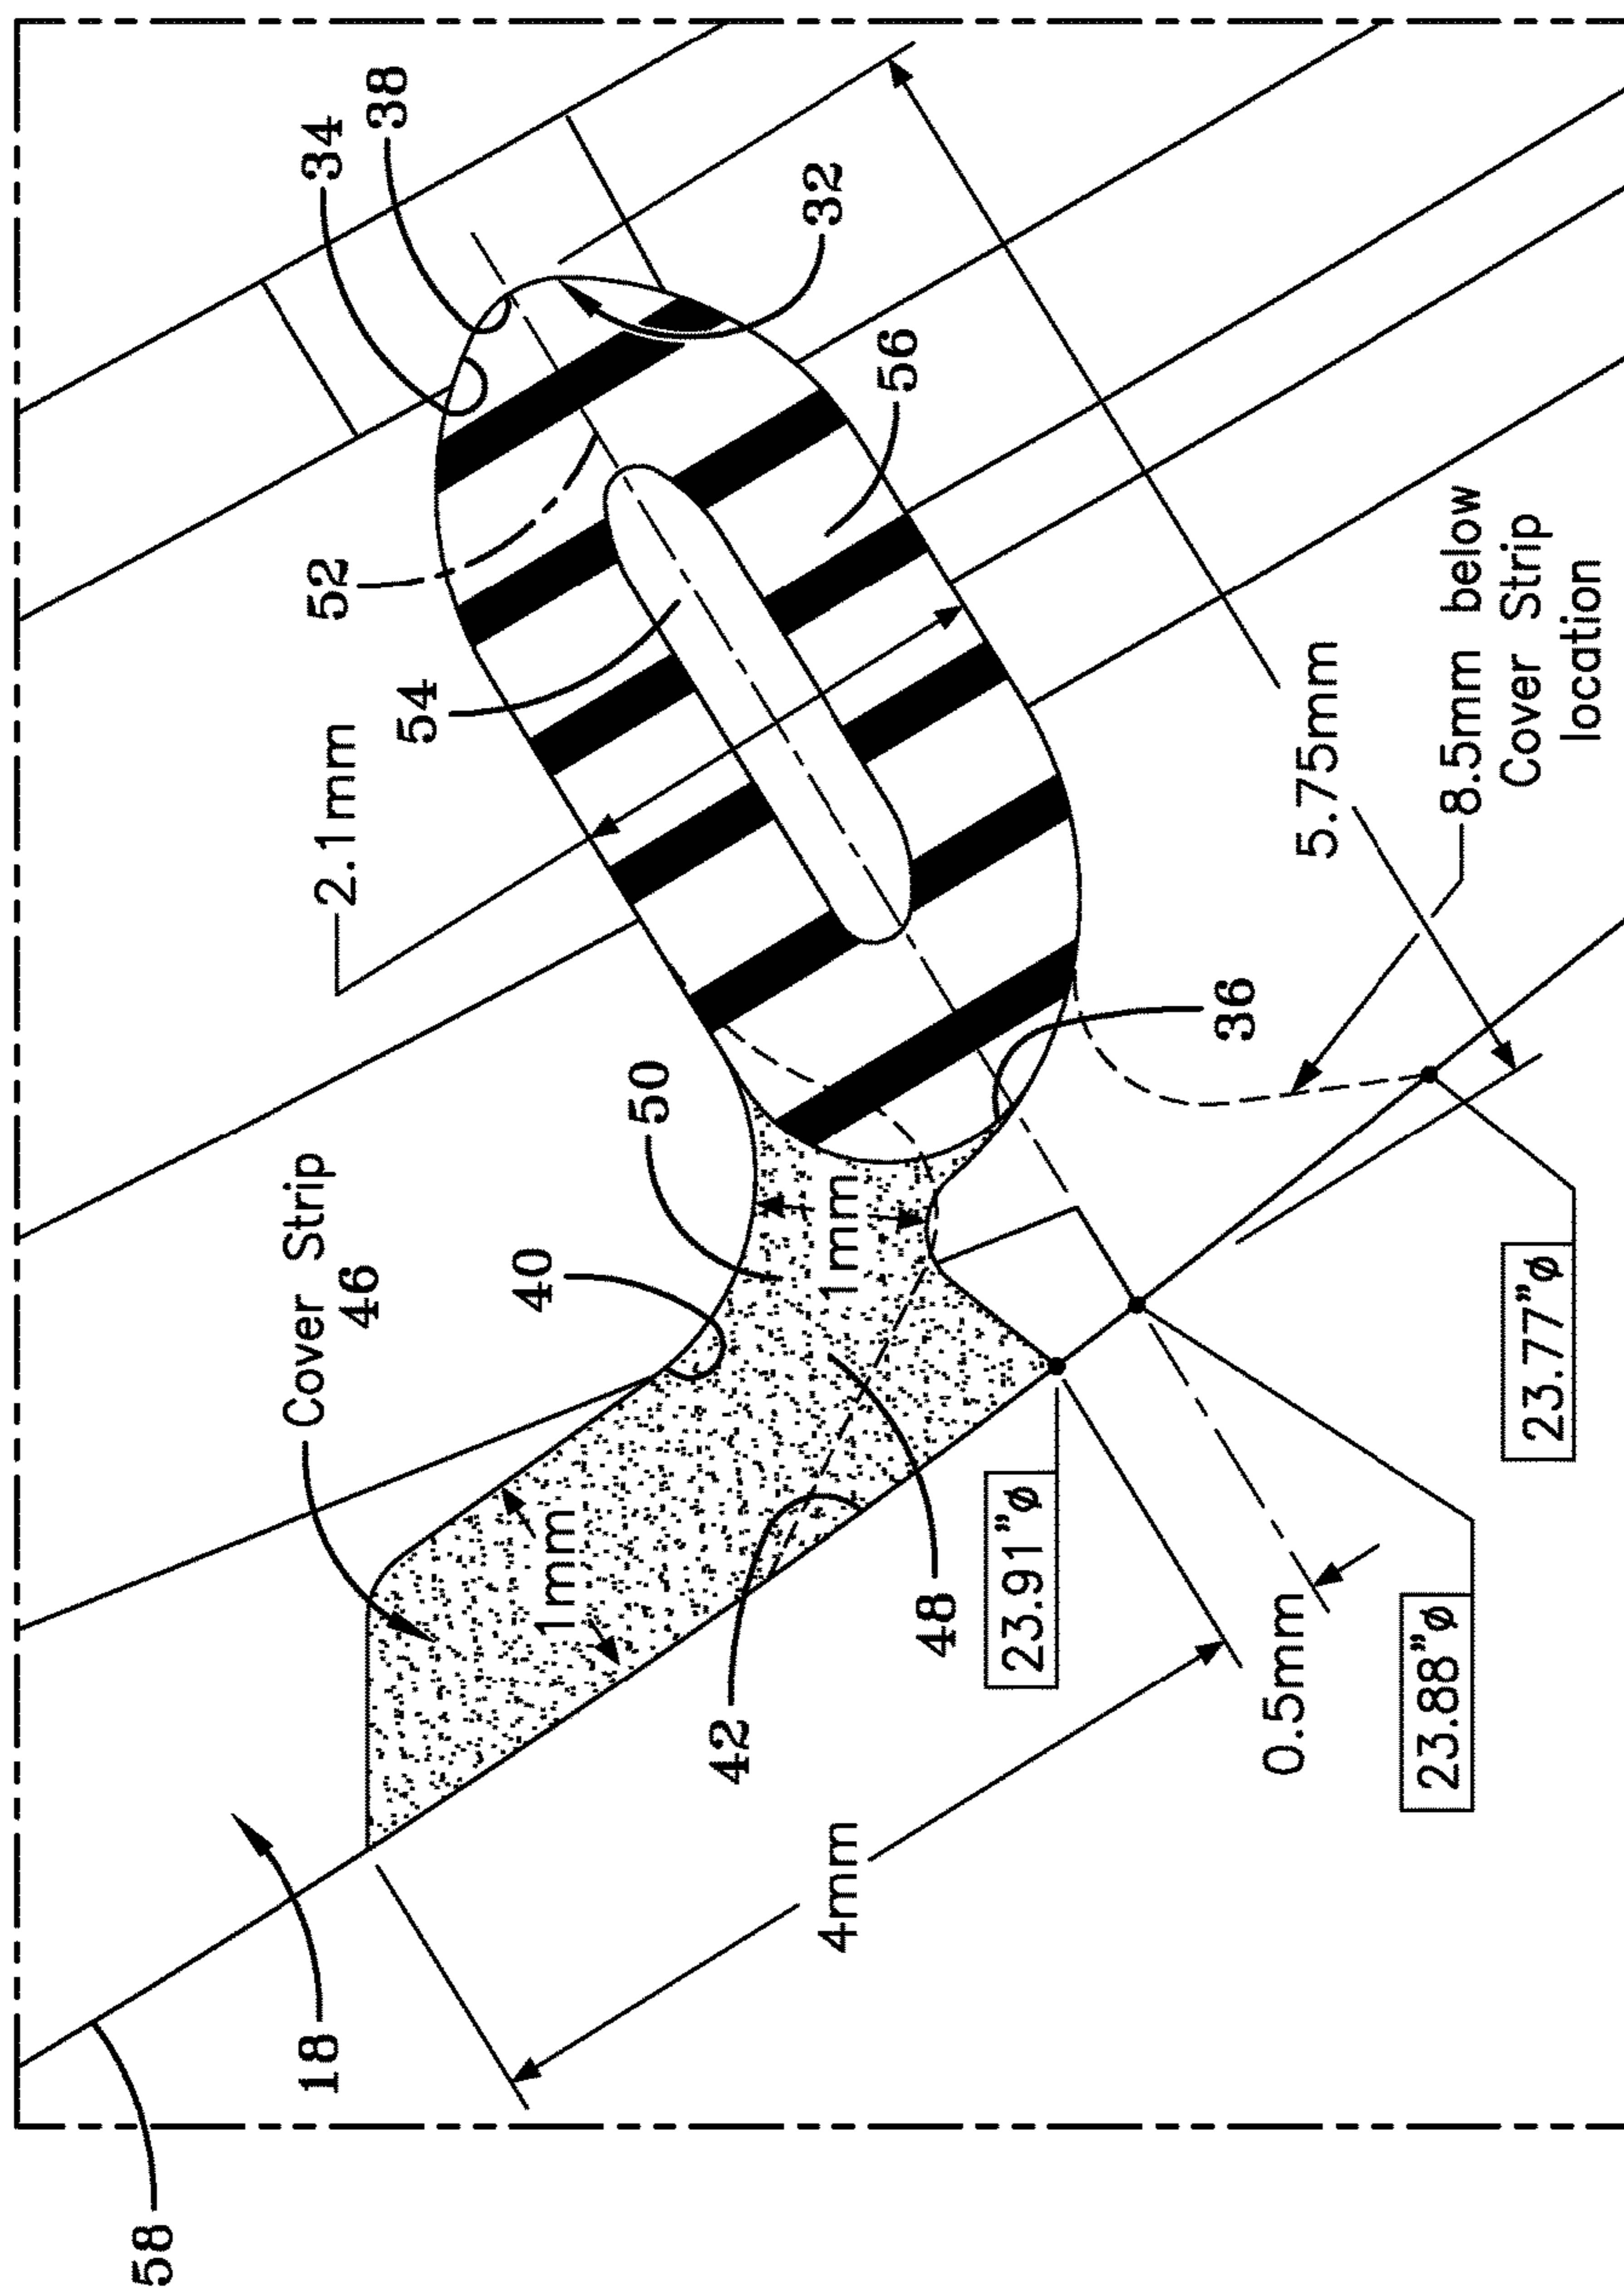 34
38
32
52
54
56
2.1mm
5.75mm
8.5mm below
Cover Strip
location
36
50
Cover Strip
46
40
1mm
1mm
42
48
23.91"ø
23.77"ø
23.88"ø
0.5mm
4mm
18
58